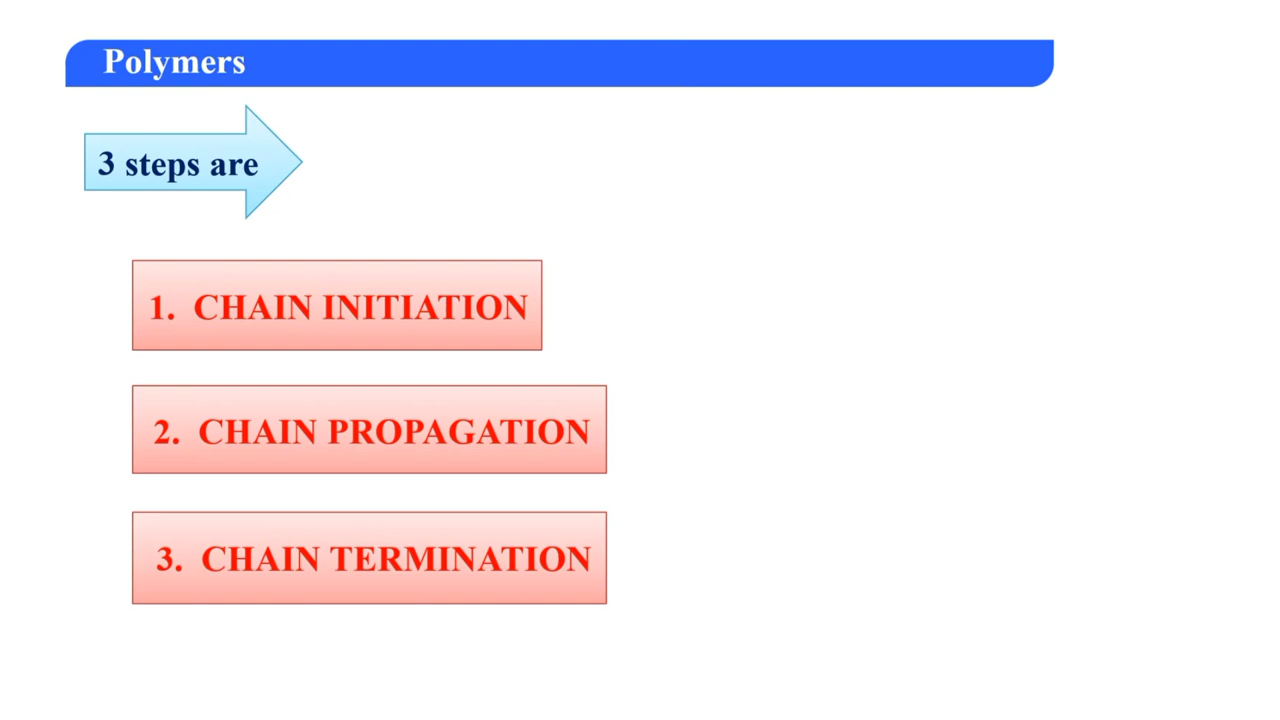 Polymers
3 steps are
1. CHAIN INITIATION
2. CHAIN PROPAGATION
3. CHAIN TERMINATION